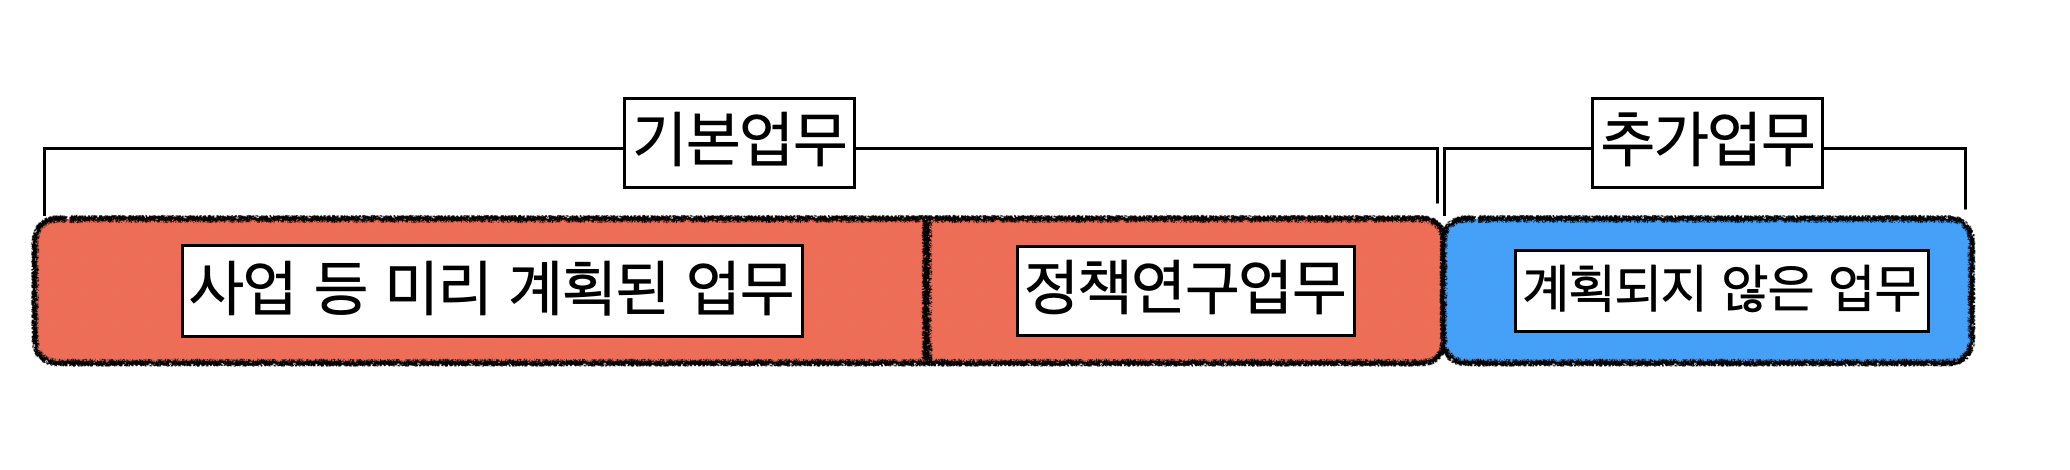 기본업무
추가업무
사업 등 미리 계획된 업무
정책연구업무
계획되지 않은 업무